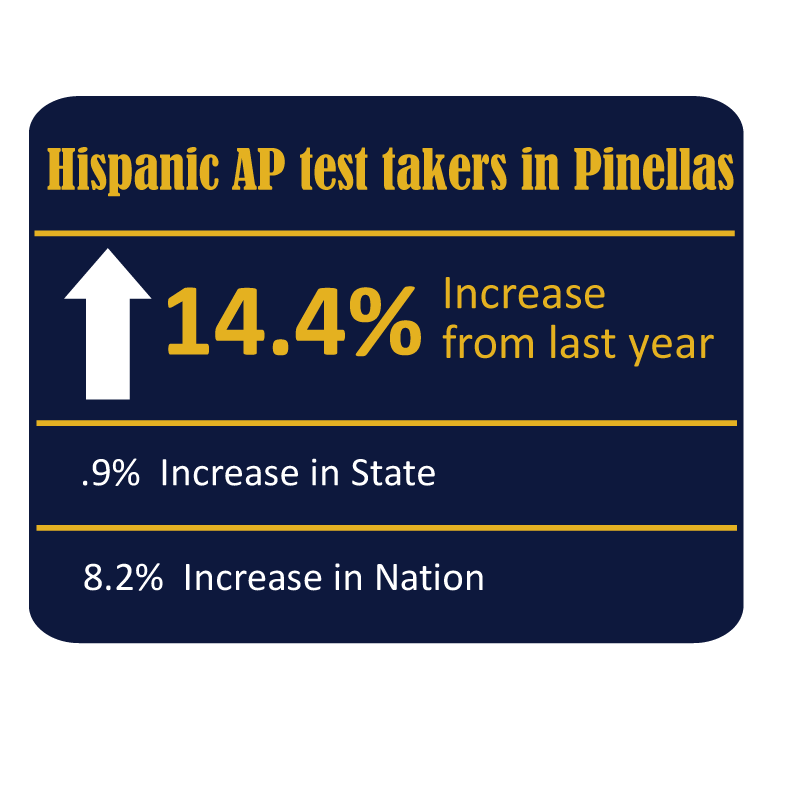 Hispanic AP test takers in Pinellas
14.4%
Increase
from last year
.9% Increase in State
8.2% Increase in Nation